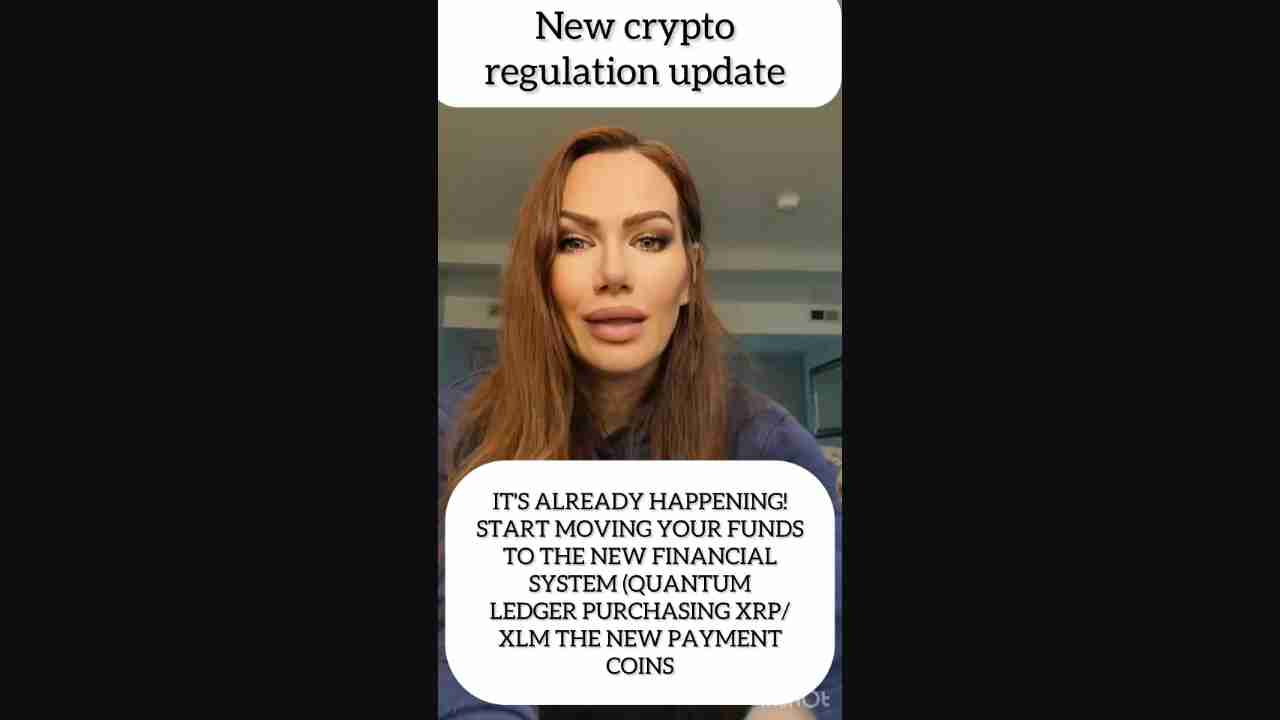 New crypto
regulation update
IT'S ALREADY HAPPENING!
START MOVING YOUR FUNDS
TO THE NEW FINANCIAL
SYSTEM (QUANTUM
LEDGER PURCHASING XRP/
XLM THE NEW PAYMENT
COINS